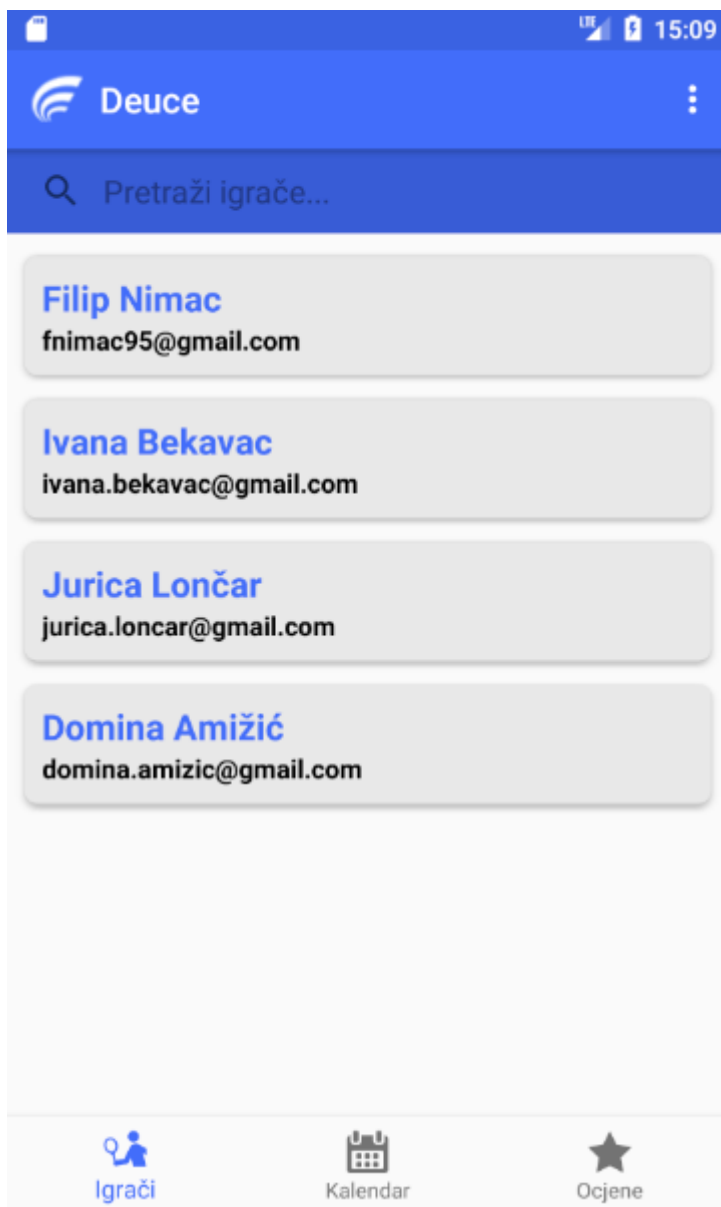 LTE 15:09
Deuce
Pretraži igrače...
Filip Nimac
fnimac95@gmail.com
Ivana Bekavac
ivana.bekavac@gmail.com
Jurica Lončar
jurica.loncar@gmail.com
Domina Amižić
domina.amizic@gmail.com
Igrači Kalendar Ocjene